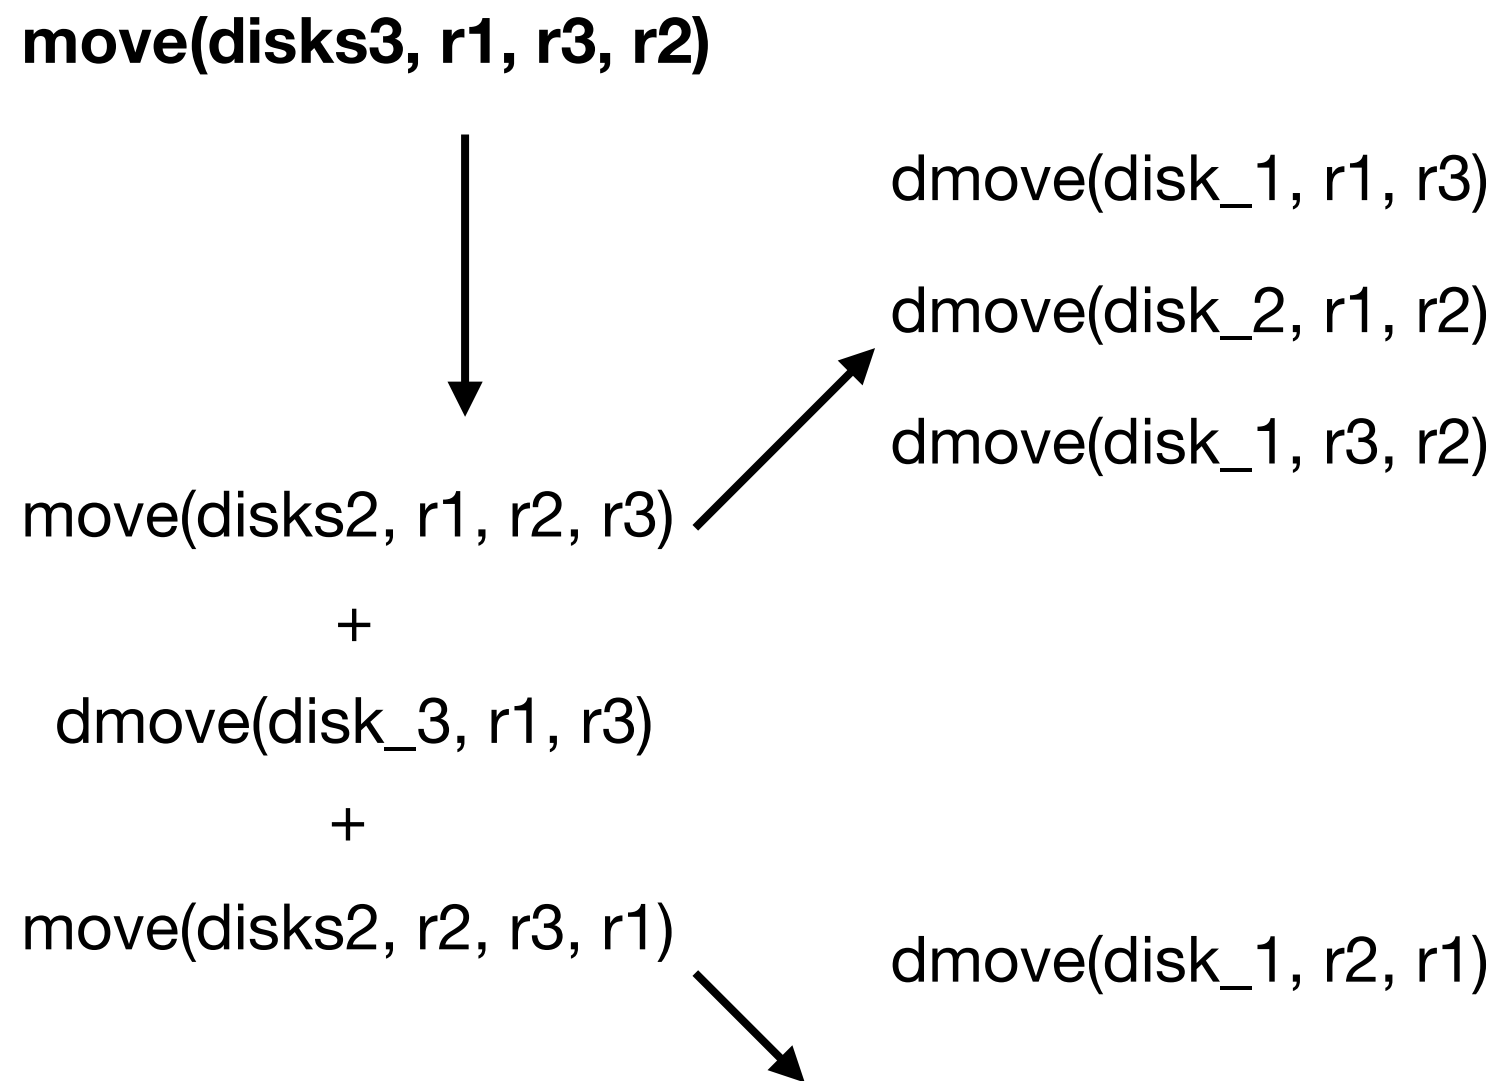 move(disks3, r1, r3, r2)
dmove(disk_1, r1, r3)
dmove(disk_2, r1, r2)
dmove(disk_1, r3, r2)
move(disks2, r1, r2, r3)
+
dmove(disk_3, r1, r3)
+
move(disks2, r2, r3, r1)
dmove(disk_1, r2, r1)